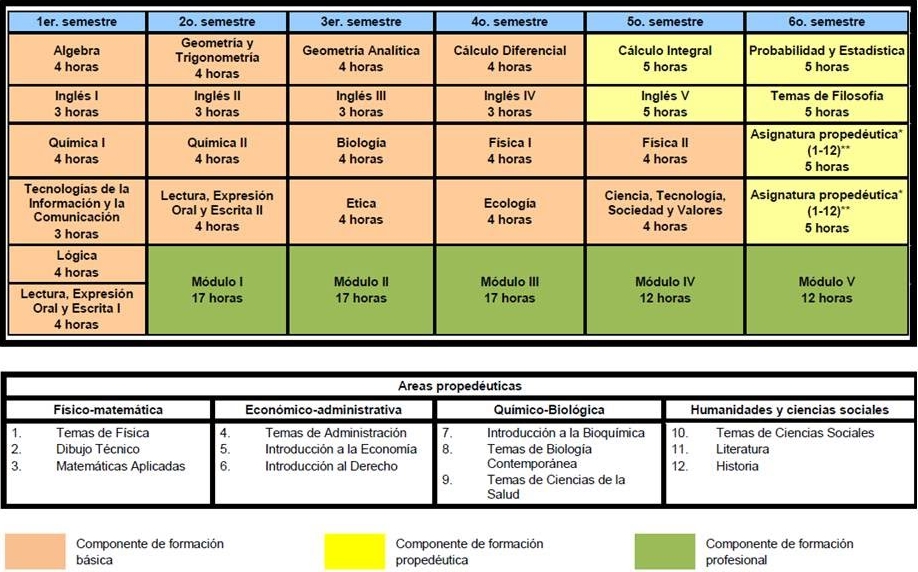 1er. semestre
2o. semestre
3er. semestre
4o. semestre
5o. semestre
6o. semestre
Algebra
4 horas
Geometría y
Trigonometría
4 horas
Geometría Analítica
4 horas
Cálculo Diferencial
4 horas
Cálculo Integral
5 horas
Probabilidad y Estadística
5 horas
Inglés I
3 horas
Inglés II
3 horas
Inglés III
3 horas
Inglés IV
3 horas
Inglés V
5 horas
Temas de Filosofía
5 horas
Química I
4 horas
Química II
4 horas
Biología
4 horas
Física I
4 horas
Física II
4 horas
Asignatura propedéutica*
(1-12)**
5 horas
Tecnologías de la
Información y la
Comunicación
3 horas
Lectura, Expresión
Oral y Escrita II
4 horas
Etica
4 horas
Ecología
4 horas
Ciencia, Tecnología,
Sociedad y Valores
4 horas
Asignatura propedéutica*
(1-12)**
5 horas
Lógica
4 horas
Lectura, Expresión
Oral y Escrita I
4 horas
Módulo I
17 horas
Módulo II
17 horas
Módulo III
17 horas
Módulo IV
12 horas
Módulo V
12 horas
Areas propedéuticas
Físico-matemática
Económico-administrativa
Químico-Biológica
Humanidades y ciencias sociales
1. Temas de Física
2. Dibujo Técnico
3. Matemáticas Aplicadas
4. Temas de Administración
5. Introducción a la Economía
6. Introducción al Derecho
7. Introducción a la Bioquímica
8. Temas de Biología
Contemporánea
9. Temas de Ciencias de la
Salud
10. Temas de Ciencias Sociales
11. Literatura
12. Historia
Componente de formación
básica
Componente de formación
propedéutica
Componente de formación
profesional